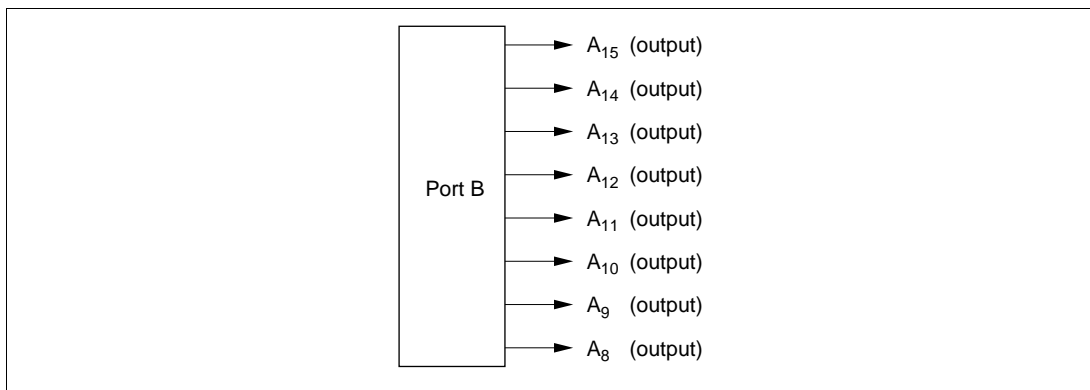 A15 (output)
A14 (output)
A13 (output)
A12 (output)
Port B
A11 (output)
A10 (output)
A9 (output)
A8 (output)